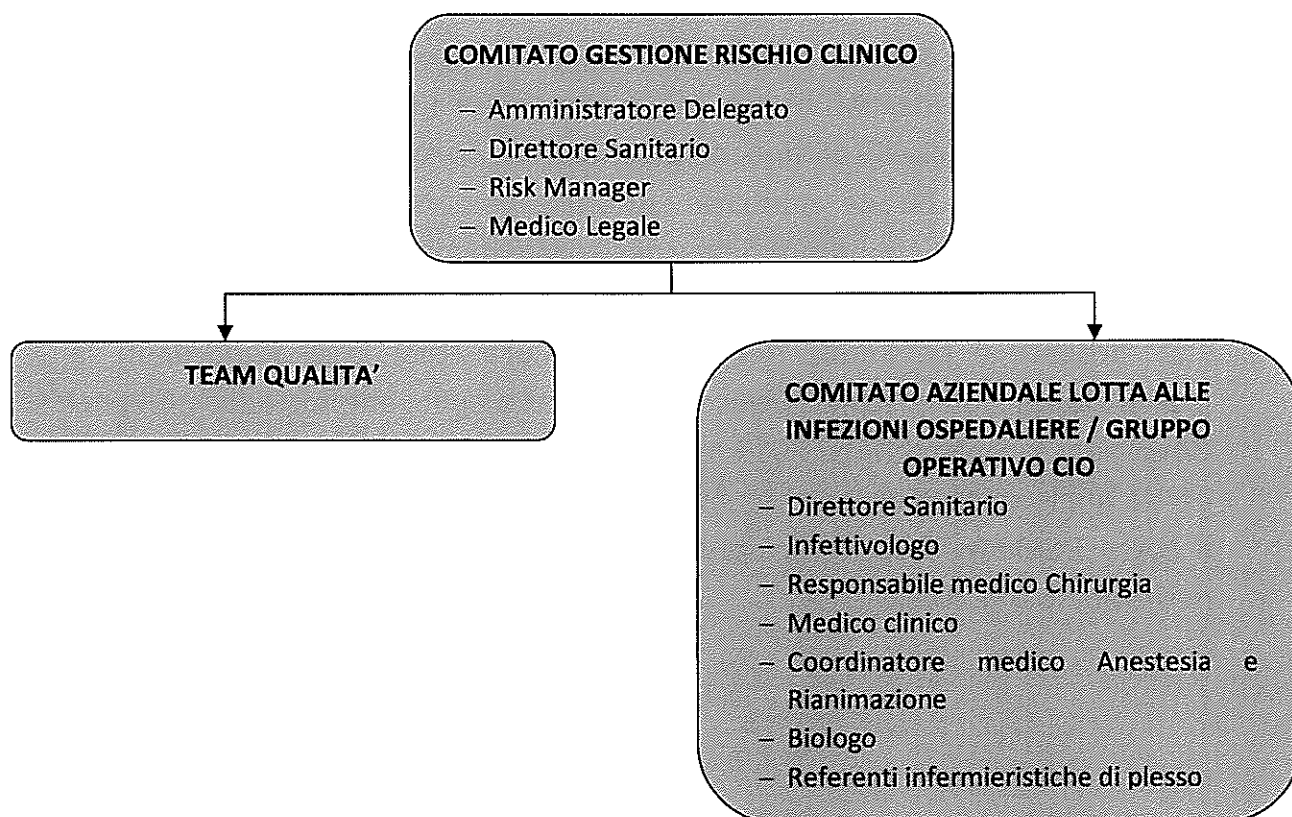 COMITATO GESTIONE RISCHIO CLINICO
– Amministratore Delegato
– Direttore Sanitario
– Risk Manager
– Medico Legale
TEAM QUALITA’
COMITATO AZIENDALE LOTTA ALLE
INFEZIONI OSPEDALIERE / GRUPPO
OPERATIVO CIO
– Direttore Sanitario
– Infettivologo
– Responsabile medico Chirurgia
– Medico clinico
– Coordinatore medico Anestesia e
Rianimazione
– Biologo
– Referenti infermieristiche di plesso